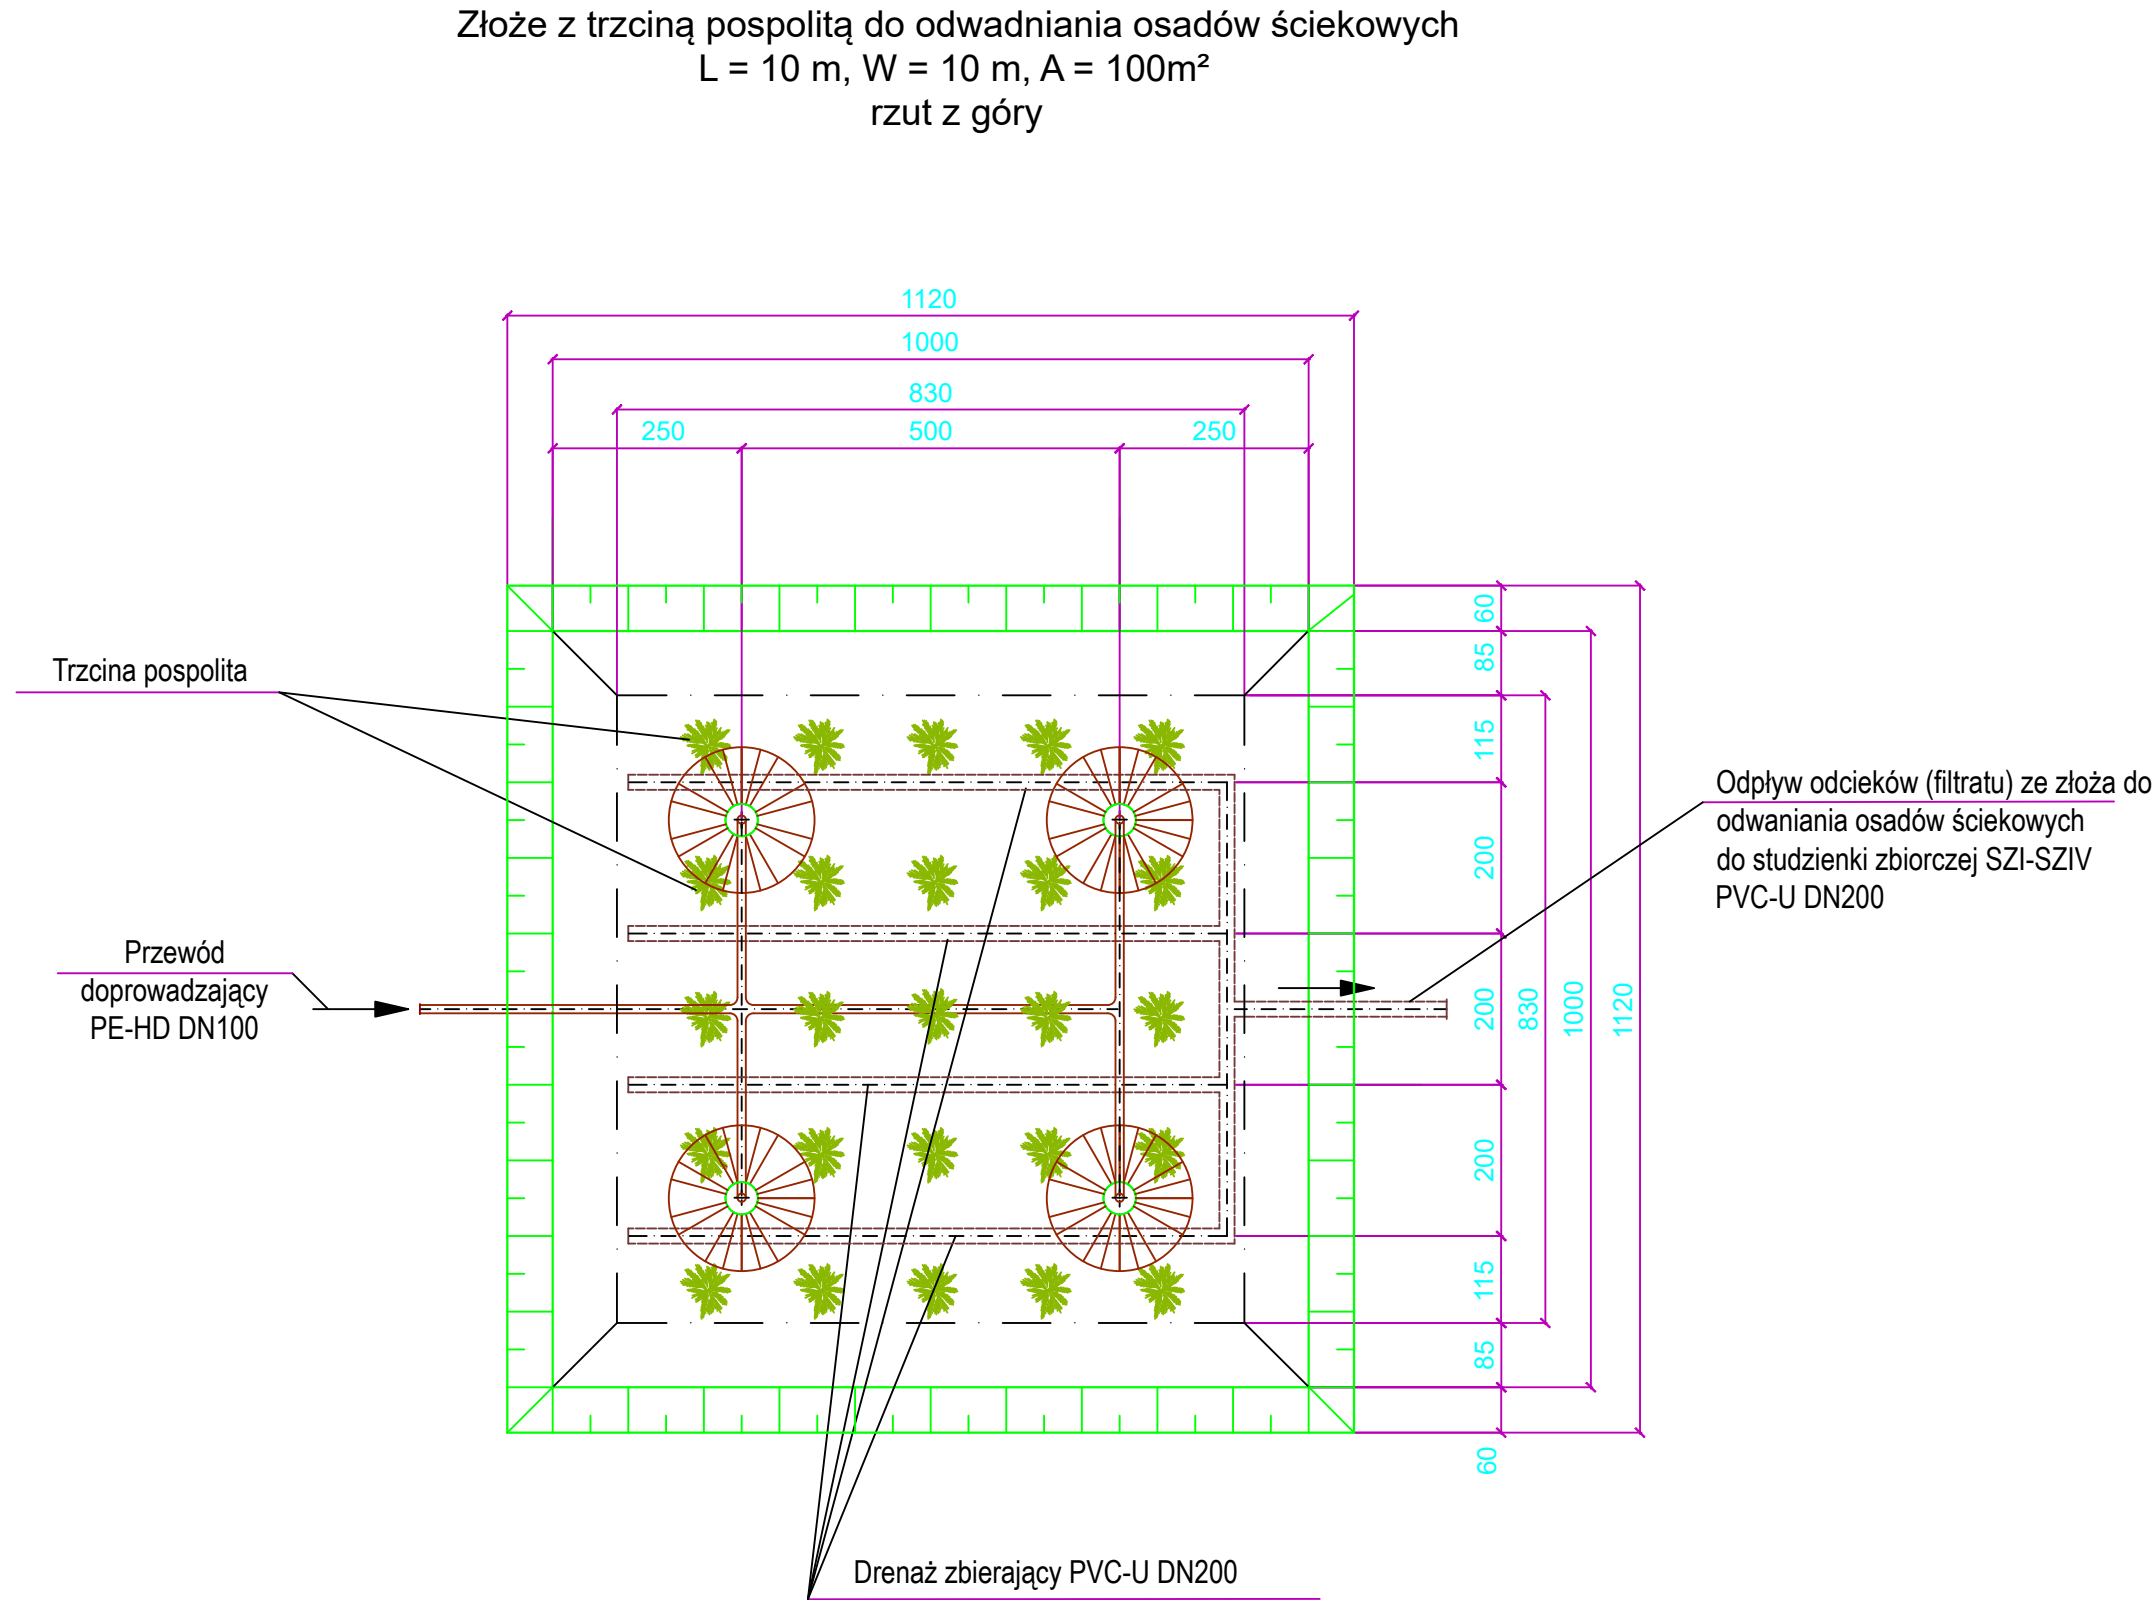 Złoże z trzciną pospolitą do odwadniania osadów ściekowych
L = 10 m, W = 10 m, A = 100m²
rzut z góry
1120
1000
830
250 500 250
60
85
115
200
200
200
115
85
60
830
1000
1120
Trzcina pospolita
Przewód
doprowadzający
PE-HD DN100
Odpływ odcieków (filtratu) ze złoża do
odwaniania osadów ściekowych
do studzienki zbiorczej SZI-SZIV
PVC-U DN200
Drenaż zbierający PVC-U DN200